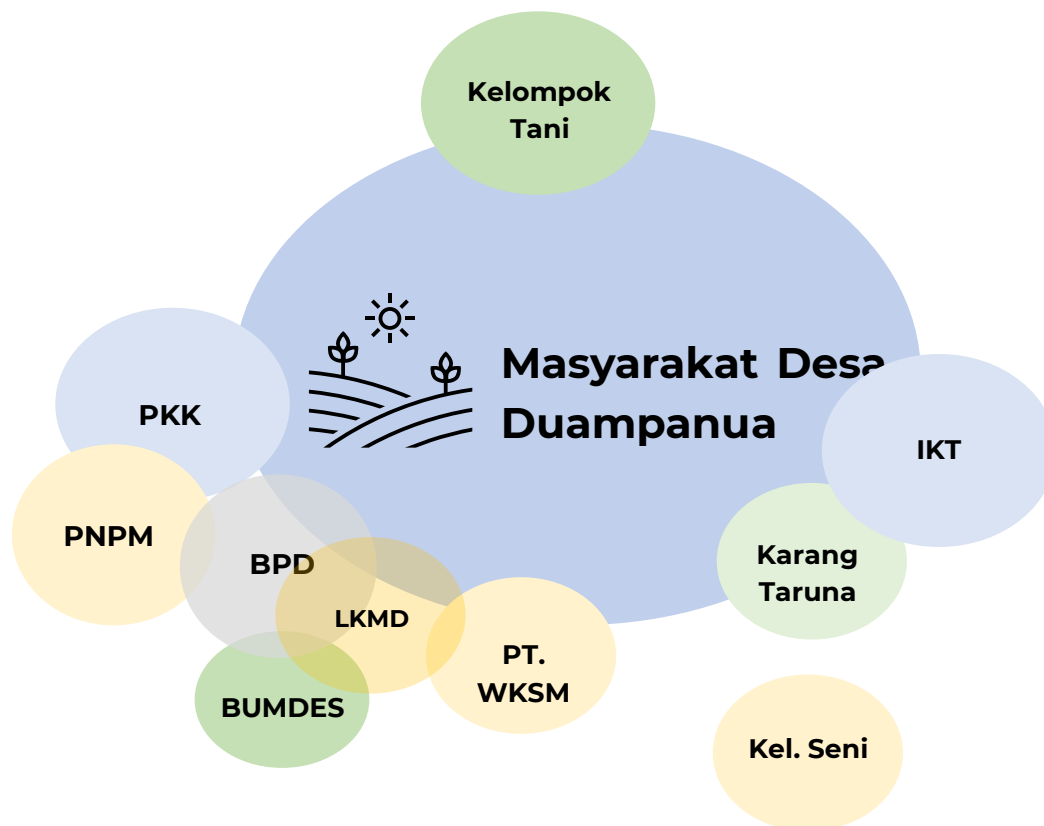 Kelompok
Tani
Masyarakat Desa
Duampanua
PKK
IKT
PNPM
BPD
Karang
Taruna
LKMD
PT.
WKSM
BUMDES
Kel. Seni